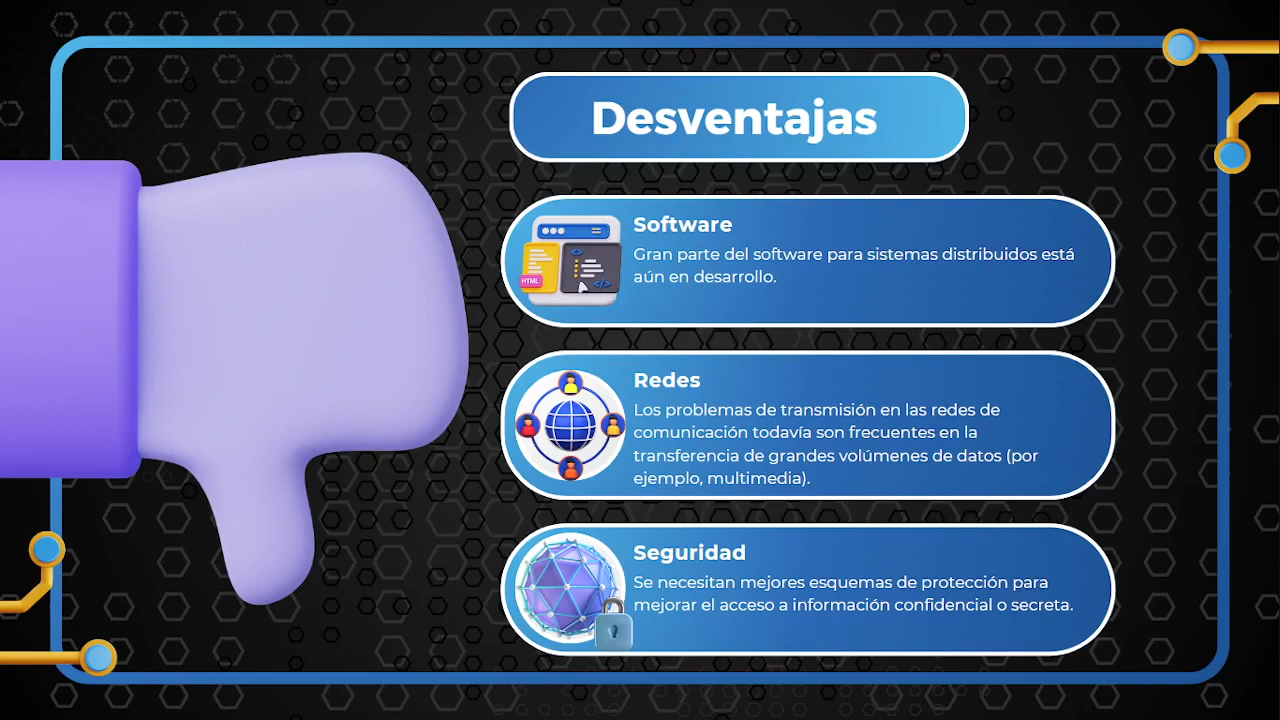 Desventajas
Software
Gran parte del software para sistemas distribuidos está
aún en desarrollo.
HTML
Redes
Los problemas de transmisión en las redes de
comunicación todavía son frecuentes en la
transferencia de grandes volúmenes de datos (por
ejemplo, multimedia).
Seguridad
Se necesitan mejores esquemas de protección para
mejorar el acceso a información confidencial o secreta.